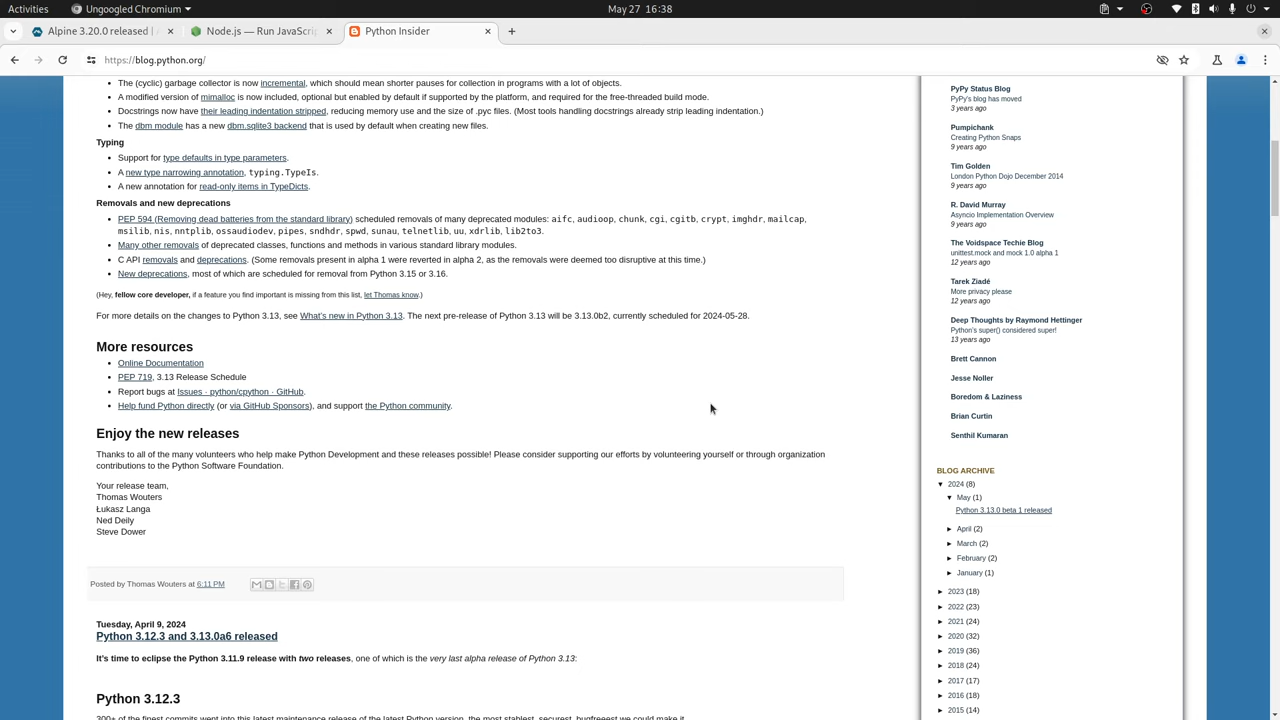 Alpine 3.20.0 released
Node.js — Run JavaScri
Python Insider
https://blog.python.org/
The (cyclic) garbage collector is now incremental, which should mean shorter pauses for collection in programs with a lot of objects.
A modified version of mimalloc is now included, optional but enabled by default if supported by the platform, and required for the free-threaded build mode.
Docstrings now have their leading indentation stripped, reducing memory use and the size of .pyc files. (Most tools handling docstrings already strip leading indentation.)
The dbm module has a new dbm.sqlite3 backend that is used by default when creating new files.
Typing
Support for type defaults in type parameters.
A new type narrowing annotation, typing.TypeIs.
A new annotation for read-only items in TypeDicts.
Removals and new deprecations
PEP 594 (Removing dead batteries from the standard library) scheduled removals of many deprecated modules: aifc, audioop, chunk, cgi, cgitb, crypt, imghdr, mailcap,
msilib, nis, nntplib, ossaudiodev, pipes, sndhdr, spwd, sunau, telnetlib, uu, xdrlib, lib2to3.
Many other removals of deprecated classes, functions and methods in various standard library modules.
C API removals and deprecations. (Some removals present in alpha 1 were reverted in alpha 2, as the removals were deemed too disruptive at this time.)
New deprecations, most of which are scheduled for removal from Python 3.15 or 3.16.
(Hey, fellow core developer, if a feature you find important is missing from this list, let Thomas know.)
For more details on the changes to Python 3.13, see What's new in Python 3.13. The next pre-release of Python 3.13 will be 3.13.0b2, currently scheduled for 2024-05-28.
More resources
Online Documentation
PEP 719, 3.13 Release Schedule
Report bugs at Issues · python/cpython · GitHub.
Help fund Python directly (or via GitHub Sponsors), and support the Python community.
Enjoy the new releases
Thanks to all of the many volunteers who help make Python Development and these releases possible! Please consider supporting our efforts by volunteering yourself or through organization
contributions to the Python Software Foundation.
Your release team,
Thomas Wouters
Łukasz Langa
Ned Deily
Steve Dower
Posted by Thomas Wouters at 6:11 PM
Tuesday, April 9, 2024
Python 3.12.3 and 3.13.0a6 released
It's time to eclipse the Python 3.11.9 release with two releases, one of which is the very last alpha release of Python 3.13:
Python 3.12.3
300+ of the finest commits went into this latest maintenance release of the latest Python version, the most stablest, securest, bugfreeest we could make it.
PyPy Status Blog
PyPy's blog has moved
3 years ago
Pumpichank
Creating Python Snaps
9 years ago
Tim Golden
London Python Dojo December 2014
9 years ago
R. David Murray
Asyncio Implementation Overview
9 years ago
The Voidspace Techie Blog
unittest.mock and mock 1.0 alpha 1
12 years ago
Tarek Ziadé
More privacy please
12 years ago
Deep Thoughts by Raymond Hettinger
Python's super() considered super!
13 years ago
Brett Cannon
Jesse Noller
Boredom & Laziness
Brian Curtin
Senthil Kumaran
BLOG ARCHIVE
▼ 2024 (8)
▼ May (1)
Python 3.13.0 beta 1 released
► April (2)
► March (2)
► February (2)
► January (1)
► 2023 (18)
► 2022 (23)
► 2021 (24)
► 2020 (32)
► 2019 (36)
► 2018 (24)
► 2017 (17)
► 2016 (18)
► 2015 (14)